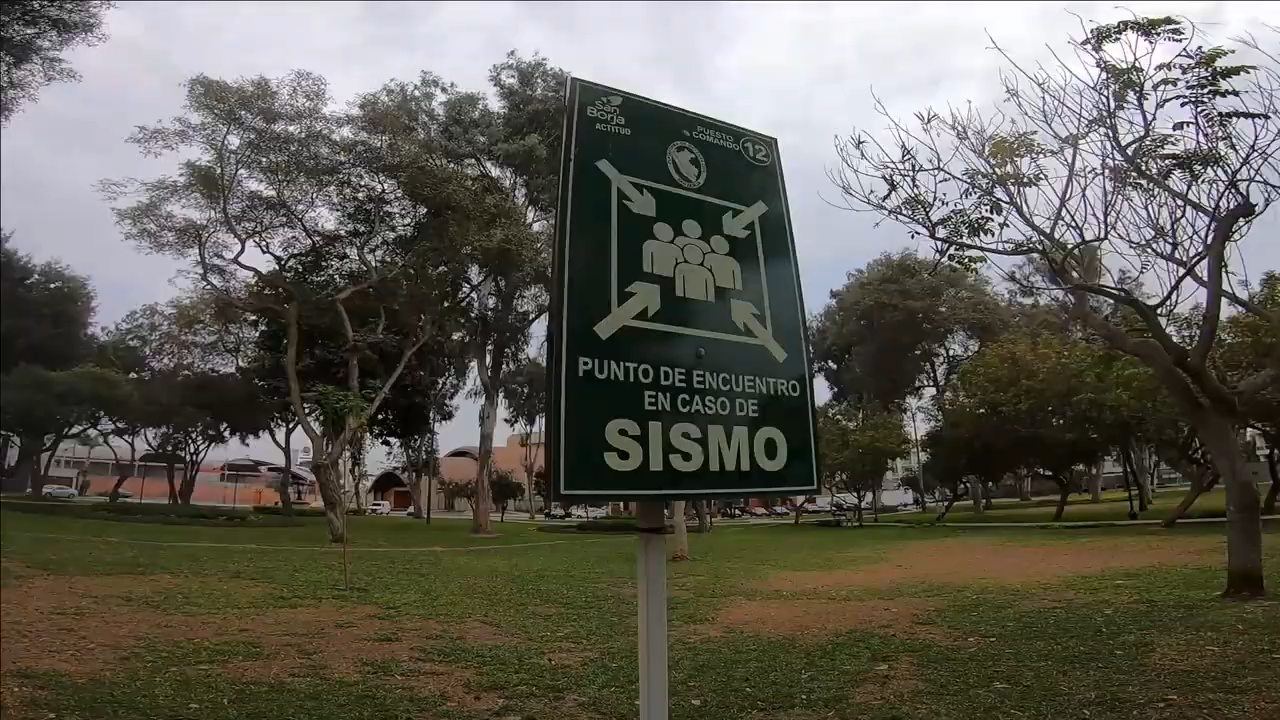 San
Borja
ACTITUD
PUESTO
COMANDO
12
PUNTO DE ENCUENTRO
EN CASO DE
SISMO